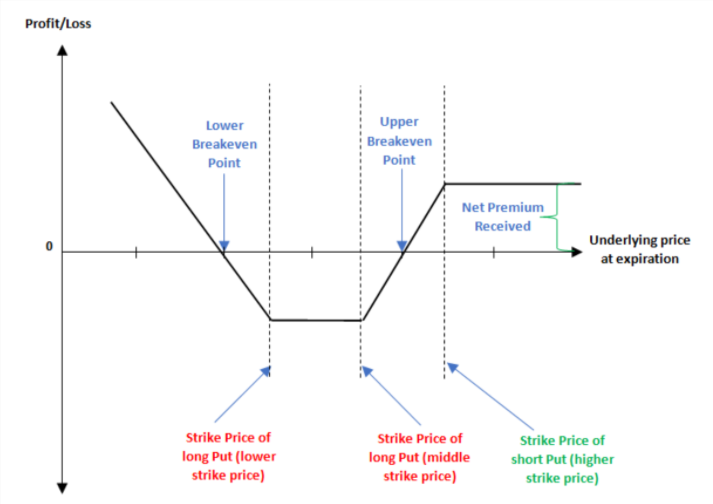 Profit/Loss
Lower
Breakeven
Point
Upper
Breakeven
Point
Net Premium
Received
0
Underlying price
at expiration
Strike Price of
long Put (lower
strike price)
Strike Price of
long Put (middle
strike price)
Strike Price of
short Put (higher
strike price)